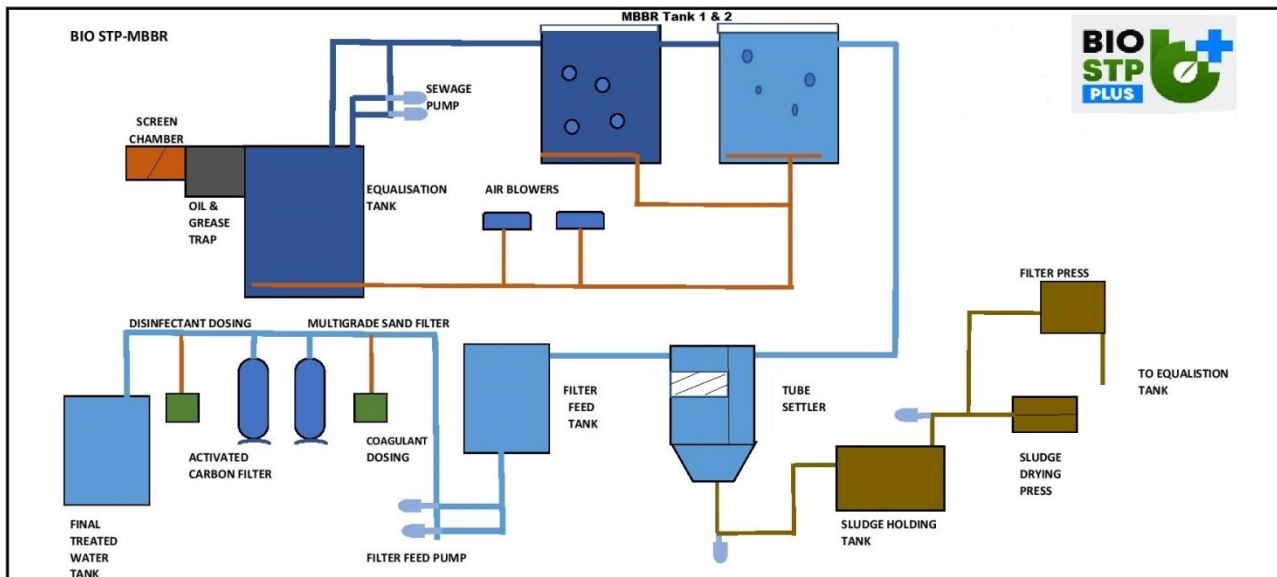 MBBR Tank 1 & 2
BIO STP-MBBR
BIO
STP
PLUS
SEWAGE
PUMP
SCREEN
CHAMBER
EQUALISATION
TANK
OIL &
GREASE
TRAP
AIR BLOWERS
FILTER PRESS
DISINFECTANT DOSING
MULTIGRADE SAND FILTER
TO EQUALISTION
TANK
FILTER
FEED
TANK
TUBE
SETTLER
ACTIVATED
CARBON FILTER
COAGULANT
DOSING
SLUDGE
DRYING
PRESS
FINAL
TREATED
WATER
TANK
FILTER FEED PUMP
SLUDGE HOLDING
TANK